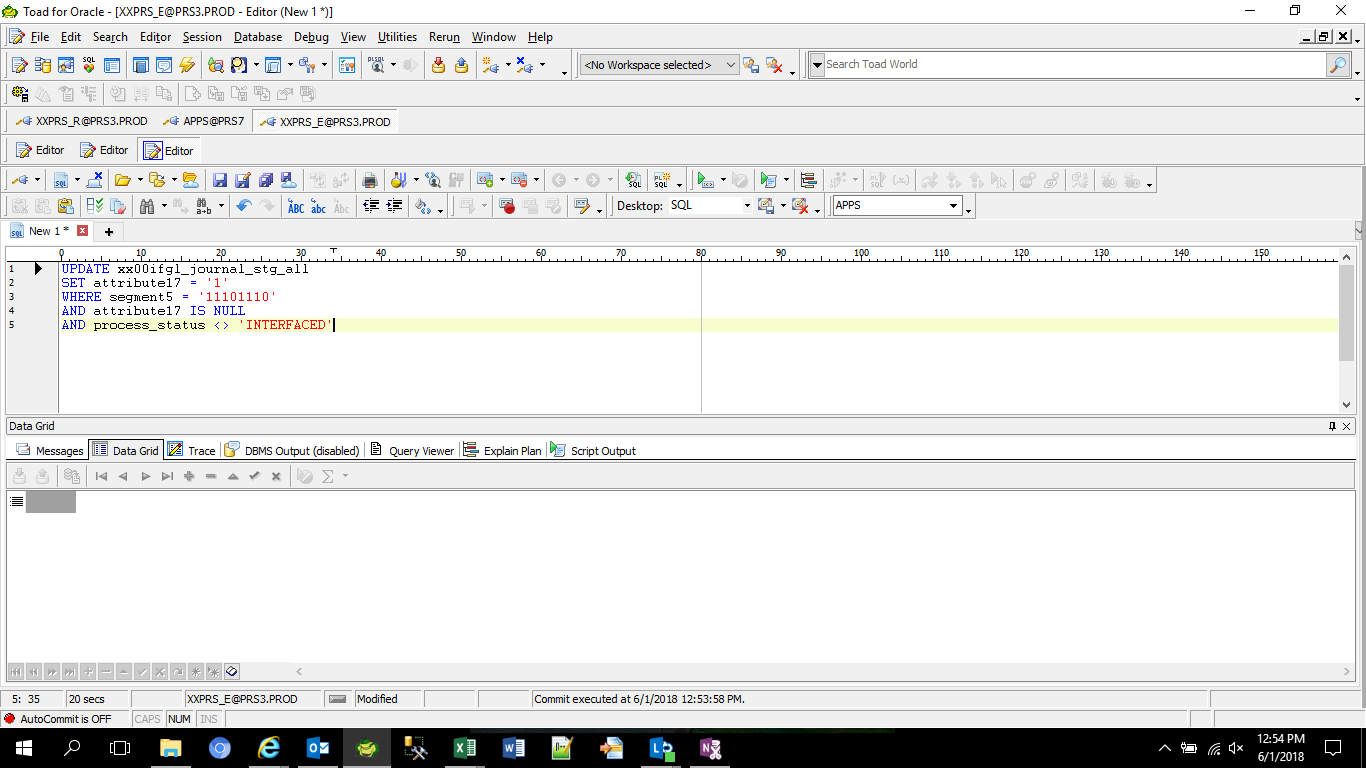 Toad for Oracle - [XXPRS_E@PRS3.PROD - Editor (New 1 *)]
File Edit Search Editor Session Database Debug View Utilities Rerun Window Help
<No Workspace selected> Search Toad World
XXPRS_R@PRS3.PROD APPS@PRS7 XXPRS_E@PRS3.PROD
Editor Editor Editor
Desktop: SQL APPS
New 1 *
0 10 20 30 40 50 60 70 80 90 100 110 120 130 140 150
1 UPDATE xx00ifgl_journal_stg_all
2 SET attribute17 = '1'
3 WHERE segment5 = '11101110'
4 AND attribute17 IS NULL
5 AND process_status <> 'INTERFACED'
Data Grid
Messages Data Grid Trace DBMS Output (disabled) Query Viewer Explain Plan Script Output
5: 35 20 secs XXPRS_E@PRS3.PROD Modified Commit executed at 6/1/2018 12:53:58 PM.
AutoCommit is OFF CAPS NUM INS
12:54 PM
6/1/2018